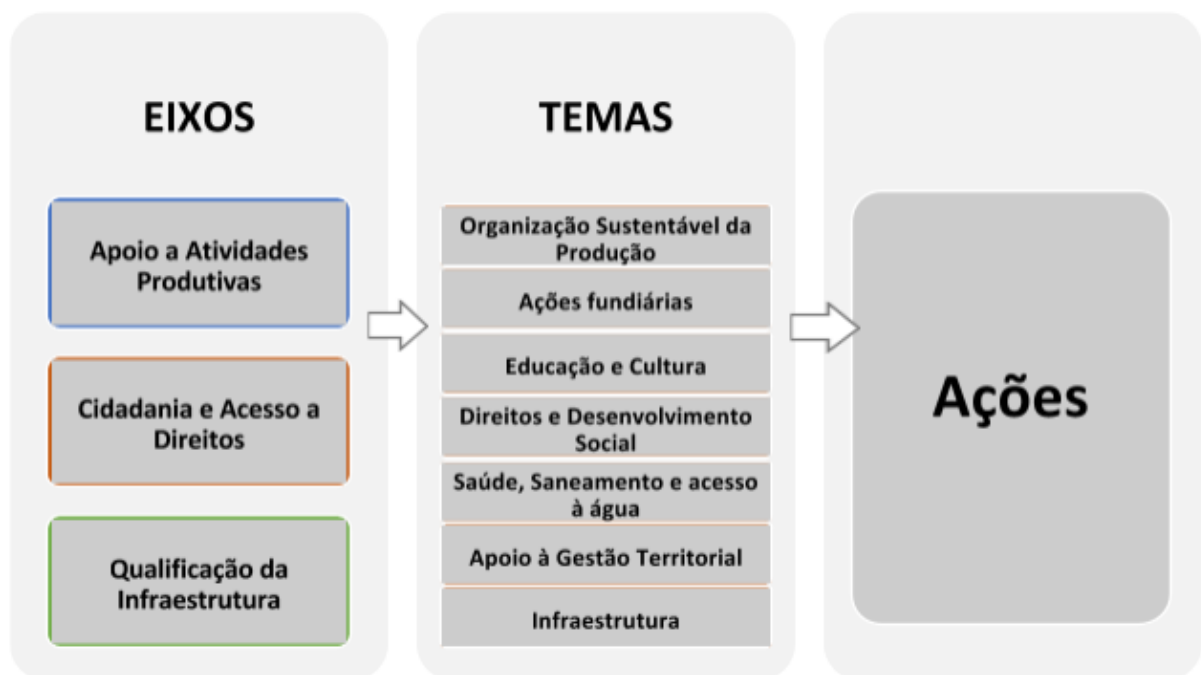 EIXOS
Apoio a Atividades
Produtivas
Cidadania e Acesso a
Direitos
Qualificação da
Infraestrutura
TEMAS
Organização Sustentável da
Produção
Ações fundiárias
Educação e Cultura
Direitos e Desenvolvimento
Social
Saúde, Saneamento e acesso
à água
Apoio à Gestão Territorial
Infraestrutura
Ações